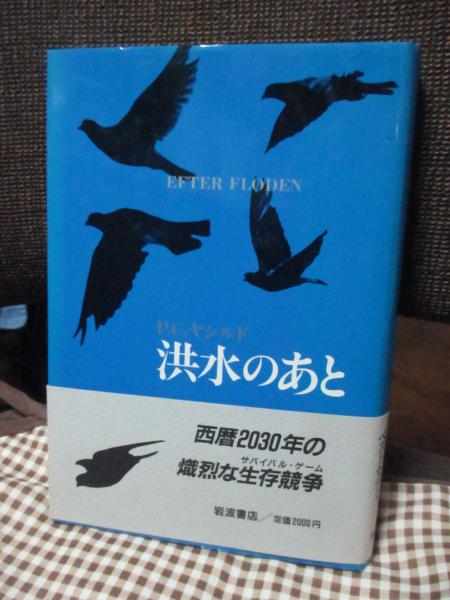 EFTER FLODEN
P.C.ヤシルド
洪水のあと
西暦2030年の
サバイバル・ゲーム
熾烈な生存競争
岩波書店/定価2000円